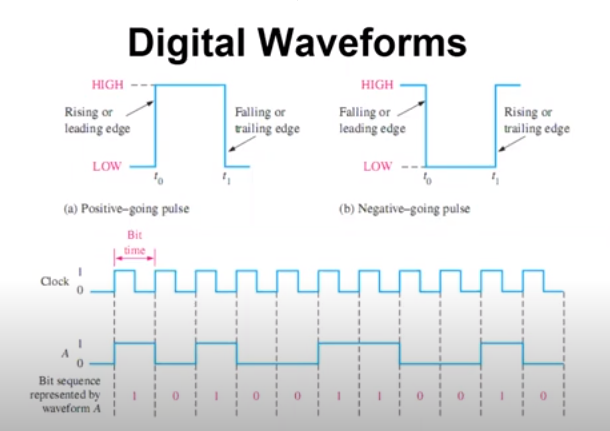 Digital Waveforms
HIGH
Rising or
leading edge
Falling or
trailing edge
LOW
t0
t1
(a) Positive–going pulse
HIGH
Falling or
leading edge
Rising or
trailing edge
LOW
t0
t1
(b) Negative–going pulse
Bit
time
Clock
1
0
A
1
0
Bit sequence
represented by
waveform A
1 0 1 0 0 1 1 0 0 1 0